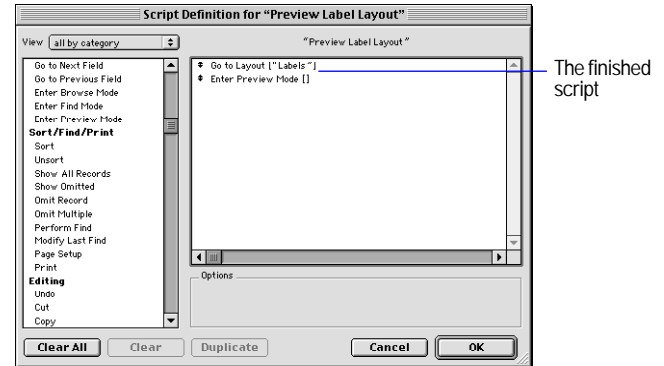 Script Definition for “Preview Label Layout”
View all by category
“Preview Label Layout”
Go to Next Field
Go to Previous Field
Enter Browse Mode
Enter Find Mode
Enter Preview Mode
Sort/Find/Print
Sort
Unsort
Show All Records
Show Omitted
Omit Record
Omit Multiple
Perform Find
Modify Last Find
Page Setup
Print
Editing
Undo
Cut
Copy
Go to Layout [“Labels”]
Enter Preview Mode []
Options
Clear All
Clear
Duplicate
Cancel
OK
The finished
script